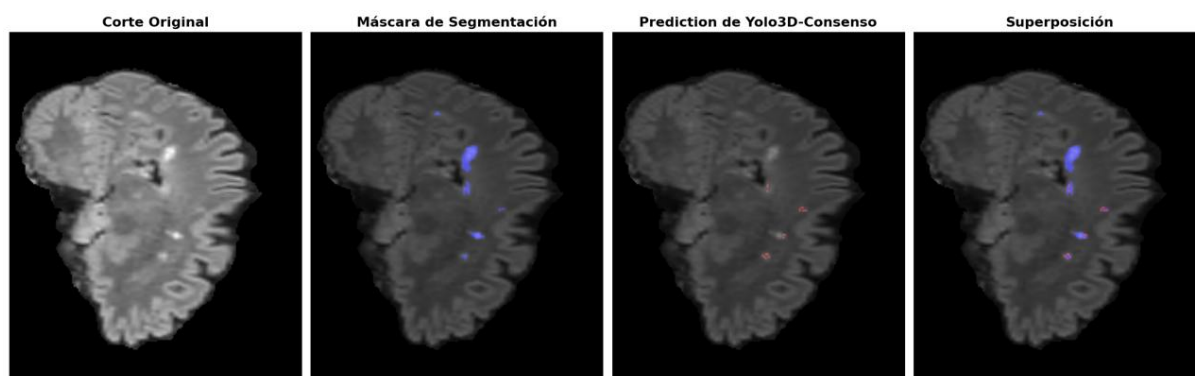 Corte Original
Máscara de Segmentación
Prediction de Yolo3D-Consenso
Superposición